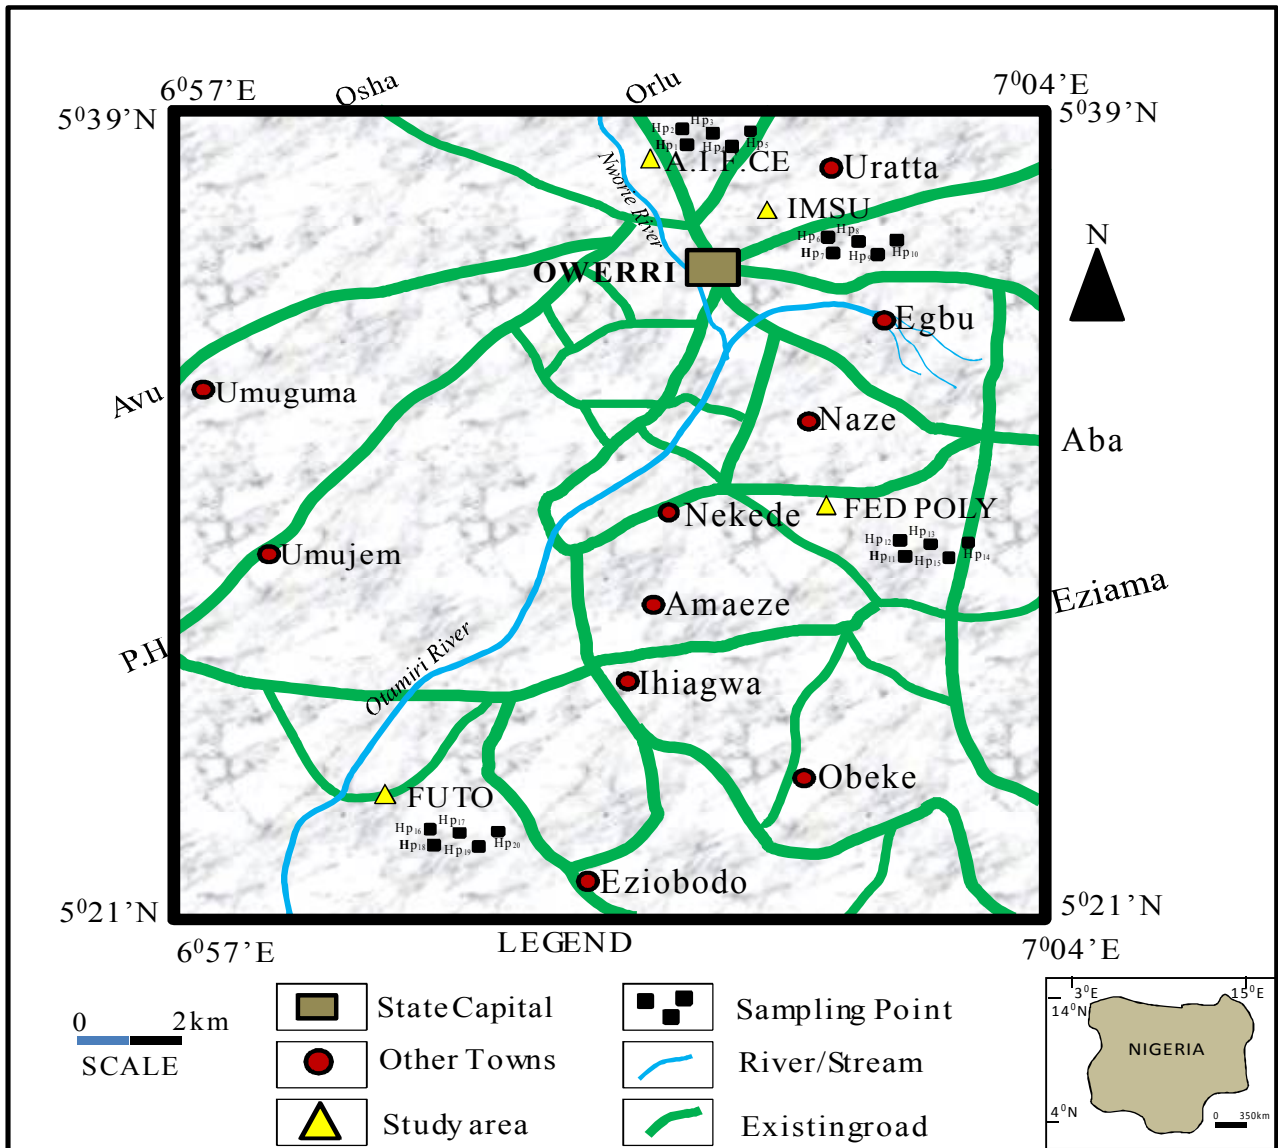 6⁰57’E
Osha
Orlu
7⁰04’E
5⁰39’N
5⁰39’N
Hp₂
Hp₃
Hp₁
Hp₄
Hp₅
A.I.F.CE
Uratta
Nworie River
IMSU
Hp₆
Hp₈
Hp₇
Hp₉
Hp₁₀
N
OWERRI
Egbu
Avu
Umuguma
Naze
Aba
Nekede
FED POLY
Hp₁₂
Hp₁₃
Hp₁₁
Hp₁₅
Hp₁₄
Umujem
Amaeze
Eziama
P.H
Otamiri River
Ihiagwa
Obeke
FUTO
Hp₁₆
Hp₁₇
Hp₁₈
Hp₁₉
Hp₂₀
Eziobodo
5⁰21’N
5⁰21’N
6⁰57’E
LEGEND
7⁰04’E
0 2km
SCALE
State Capital
Sampling Point
Other Towns
River/Stream
Study area
Existing road
3⁰E
15⁰E
14⁰N
NIGERIA
4⁰N
0 350km